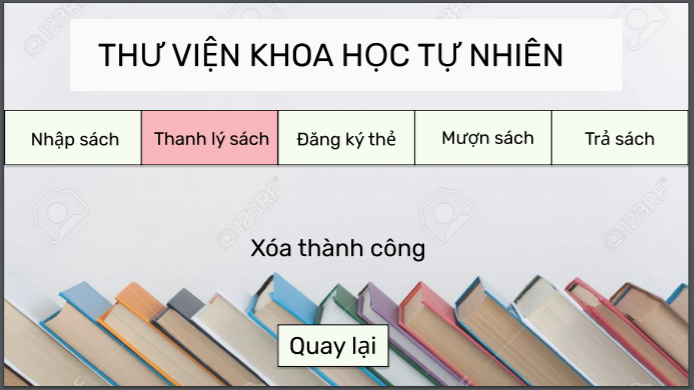 THƯ VIỆN KHOA HỌC TỰ NHIÊN
Nhập sách
Thanh lý sách
Đăng ký thẻ
Mượn sách
Trả sách
Xóa thành công
Quay lại